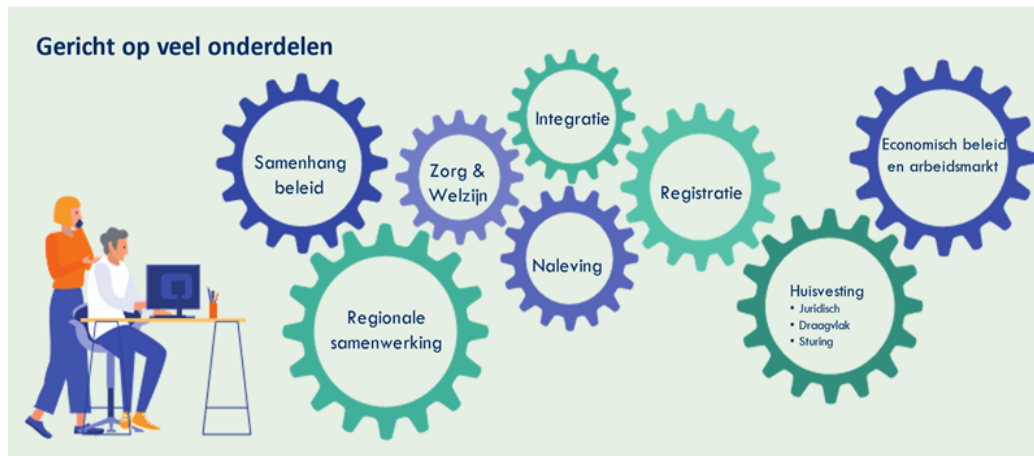 Gericht op veel onderdelen
Samenhang
beleid
Zorg &
Welzijn
Integratie
Registratie
Economisch beleid
en arbeidsmarkt
Regionale
samenwerking
Naleving
Huisvesting
• Juridisch
• Draagvlak
• Sturing